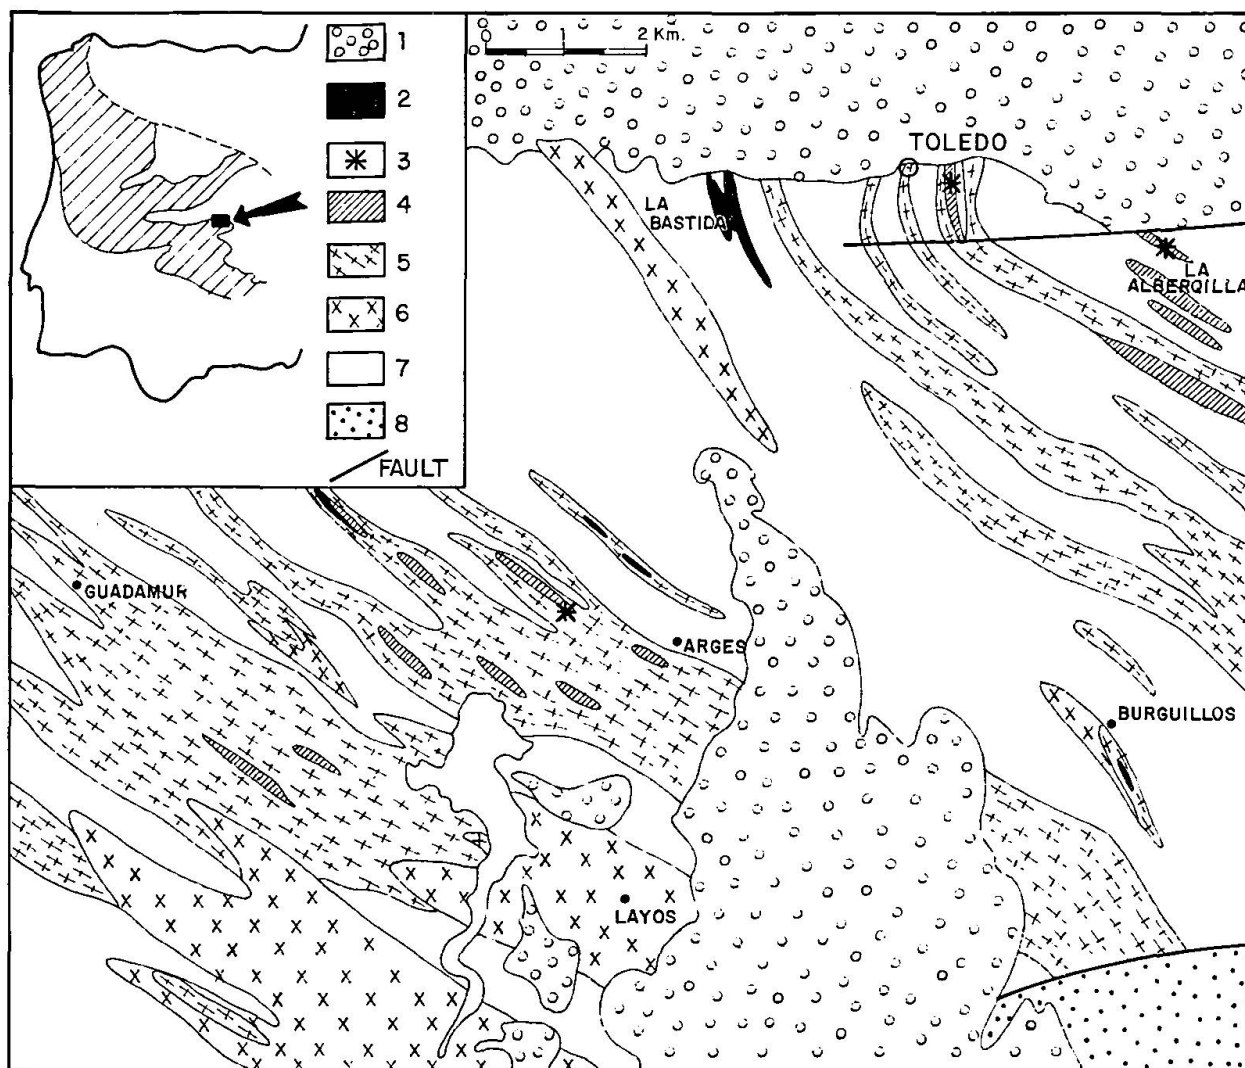 1
2
3
4
5
6
7
8
FAULT
0 1 2 Km.
TOLEDO
LA
BASTIDA
LA
ALBERQILLA
GUADAMUR
ARGES
BURGUILLOS
LAYOS